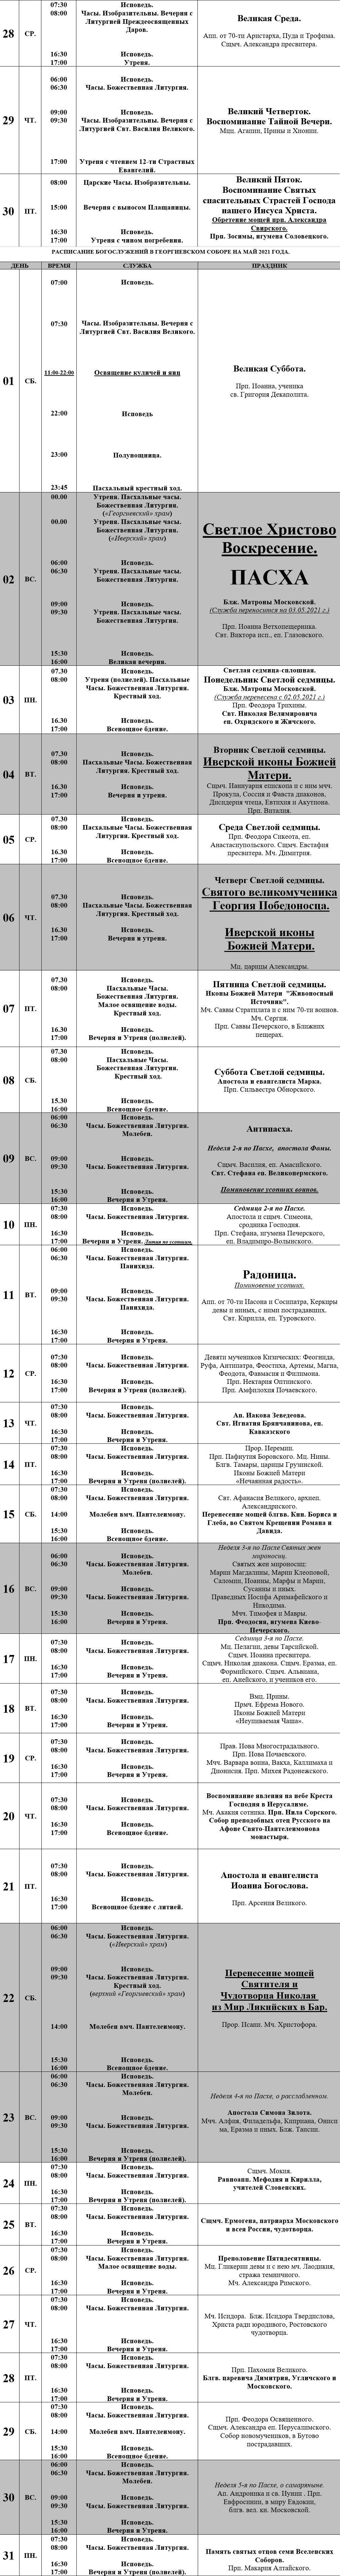 28
СР.
07:30
Исповедь.
08:00
Часы. Изобразительны. Вечерня с
Литургией Преждеосвященных
Даров.
16:30
Исповедь.
17:00
Утреня.
Великая Среда.
Апп. от 70-ти Аристарха, Пуда и Трофима.
Сщмч. Александра пресвитера.
29
ЧТ.
06:00
Исповедь.
06:30
Часы. Божественная Литургия.
09:00
Исповедь.
09:30
Часы. Изобразительны. Вечерня с
Литургией Свт. Василия Великого.
17:00
Утреня с чтением 12-ти Страстных
Евангелий.
Великий Четверток.
Воспоминание Тайной Вечери.
Мцц. Агапии, Ирины и Хионии.
30
ПТ.
08:00
Царские Часы. Изобразительны.
15:00
Вечерня с выносом Плащаницы.
16:30
Исповедь.
17:00
Утреня с чином погребения.
Великий Пяток.
Воспоминание Святых
спасительных Страстей Господа
нашего Иисуса Христа.
Обретение мощей прп. Александра
Свирского.
Прп. Зосимы, игумена Соловецкого.
РАСПИСАНИЕ БОГОСЛУЖЕНИЙ В ГЕОРГИЕВСКОМ СОБОРЕ НА МАЙ 2021 ГОДА.
ДЕНЬ ВРЕМЯ СЛУЖБА ПРАЗДНИК
01
СБ.
07:00
Исповедь.
07:30
Часы. Изобразительны. Вечерня с
Литургией Свт. Василия Великого.
11:00-22:00
Освящение куличей и яиц
22:00
Исповедь
23:00
Полунощница.
23:45
Пасхальный крестный ход.
Великая Суббота.
Прп. Иоанна, ученика
св. Григория Декаполита.
02
ВС.
00.00
Утреня. Пасхальные часы.
Божественная Литургия.
(«Георгиевский» храм)
00.00
Утреня. Пасхальные часы.
Божественная Литургия.
(«Иверский» храм)
06:00
Исповедь.
06:30
Утреня. Пасхальные часы.
Божественная Литургия.
09:00
Исповедь.
09:30
Утреня. Пасхальные часы.
Божественная Литургия.
15:30
Исповедь.
16:00
Великая вечерня.
Светлое Христово
Воскресение.
ПАСХА
Блж. Матроны Московской.
(Служба переносится на 03.05.2021 г.)
Прп. Иоанна Ветхопещерника.
Свт. Виктора исп., еп. Глазовского.
03
ПН.
07.30
Исповедь.
08:00
Утреня (полиелей). Пасхальные
Часы. Божественная Литургия.
Крестный ход.
16.30
Исповедь.
17:00
Всенощное бдение.
Светлая седмица-сплошная.
Понедельник Светлой седмицы.
Блж. Матроны Московской.
(Служба перенесена с 02.05.2021 г.)
Прп. Феодора Трихины.
Свт. Николая Велимировича
еп. Охридского и Жичского.
04
ВТ.
07.30
Исповедь.
08:00
Пасхальные Часы. Божественная
Литургия. Крестный ход.
16.30
Исповедь.
17:00
Вечерня и утреня.
Вторник Светлой седмицы.
Иверской иконы Божией
Матери.
Сщмч. Ианнуария епископа и с ним мчч.
Прокула, Соссия и Фавста диаконов,
Дисидерия чтеца, Евтихия и Акутиона.
Прп. Виталия.
05
СР.
07.30
Исповедь.
08:00
Пасхальные Часы. Божественная
Литургия. Крестный ход.
16.30
Исповедь.
17:00
Всенощное бдение.
Среда Светлой седмицы.
Прп. Феодора Сикеота, еп.
Анастасиупольского. Сщмч. Евстафия
пресвитера. Мч. Димитрия.
06
ЧТ.
07.30
Исповедь.
08:00
Пасхальные Часы. Божественная
Литургия. Крестный ход.
16.30
Исповедь.
17:00
Вечерня и утреня.
Четверг Светлой седмицы.
Святого великомученика
Георгия Победоносца.
Иверской иконы
Божией Матери.
Мц. царицы Александры.
07
ПТ.
07.30
Исповедь.
08:00
Пасхальные Часы.
Божественная Литургия.
Малое освящение воды.
Крестный ход.
16.30
Исповедь.
17:00
Вечерня и Утреня (полиелей).
Пятница Светлой седмицы.
Иконы Божией Матери "Живоносный
Источник".
Мч. Саввы Стратилата и с ним 70-ти воинов.
Мч. Сергия.
Прп. Саввы Печерского, в Ближних
пещерах.
08
СБ.
07.30
Исповедь.
08:00
Пасхальные Часы.
Божественная Литургия.
Крестный ход.
15.30
Исповедь.
16:00
Всенощное бдение.
Суббота Светлой седмицы.
Апостола и евангелиста Марка.
Прп. Сильвестра Обнорского.
09
ВС.
06:00
Исповедь.
06:30
Часы. Божественная Литургия.
Молебен.
09:00
Исповедь.
09:30
Часы. Божественная Литургия.
15:30
Исповедь.
16:00
Вечерня и Утреня.
Антипасха.
Неделя 2-я по Пасхе, апостола Фомы.
Сщмч. Василия, еп. Амасийского.
Свт. Стефана еп. Великопермского.
Поминовение усопших воинов.
10
ПН.
07:30
Исповедь.
08:00
Часы. Божественная Литургия.
16:30
Исповедь.
17:00
Вечерня и Утреня. Лития по усопшим.
Седмица 2-я по Пасхе.
Апостола и сщмч. Симеона,
сродника Господня.
Прп. Стефана, игумена Печерского,
еп. Владимиро-Волынского.
11
ВТ.
06:00
Исповедь.
06:30
Часы. Божественная Литургия.
Панихида.
09:00
Исповедь.
09:30
Часы. Божественная Литургия.
Панихида.
16:30
Исповедь.
17:00
Вечерня и Утреня.
Радоница.
Поминовение усопших.
Апп. от 70-ти Иасона и Сосипатра, Керкиры
девы и ииных, с ними пострадавших.
Свт. Кирилла, еп. Туровского.
12
СР.
07:30
Исповедь.
08:00
Часы. Божественная Литургия.
16:30
Исповедь.
17:00
Вечерня и Утреня (полиелей).
Девяти мучеников Кизических: Феогнида,
Руфа, Антипатра, Феостиха, Артемы, Магна,
Феодота, Фавмасия и Филимона.
Прп. Нектария Оптинского.
Прп. Амфилохия Почаевского.
13
ЧТ.
07:30
Исповедь.
08:00
Часы. Божественная Литургия.
16:30
Исповедь.
17:00
Вечерня и Утреня.
Ап. Иакова Зеведеова.
Свт. Игнатия Брянчанинова, еп.
Кавказского
14
ПТ.
07:30
Исповедь.
08:00
Часы. Божественная Литургия.
16:30
Исповедь.
17:00
Вечерня и Утреня (полиелей).
Прор. Иеремии.
Прп. Пафнутия Боровского. Мц. Нины.
Блгв. Тамары, царицы Грузинской.
Иконы Божией Матери
«Нечаянная радость».
15
СБ.
07:30
Исповедь.
08:00
Часы. Божественная Литургия.
14:00
Молебен вмч. Пантелеимону.
15:30
Исповедь.
16:00
Всенощное бдение.
Свт. Афанасия Великого, архиеп.
Александрийского.
Перенесение мощей блгвв. Кнн. Бориса и
Глеба, во Святом Крещении Романа и
Давида.
16
ВС.
06:00
Исповедь.
06:30
Часы. Божественная Литургия.
Молебен.
09:00
Исповедь.
09:30
Часы. Божественная Литургия.
15:30
Исповедь.
16:00
Вечерня и Утреня.
Неделя 3-я по Пасхе Святых жен
мироносиц.
Святых жен мироносиц:
Марии Магдалины, Марии Клеоповой,
Саломии, Иоанны, Марфы и Марии,
Сусанны и иных.
Праведных Иосифа Аримафейского и
Никодима.
Мчч. Тимофея и Мавры.
Прп. Феодосия, игумена Киево-
Печерского.
17
ПН.
07:30
Исповедь.
08:00
Часы. Божественная Литургия.
16:30
Исповедь.
17:00
Вечерня и Утреня.
Седмица 3-я по Пасхе.
Мц. Пелагии, девы Тарсийской.
Сщмч. Иоанна пресвитера.
Сщмч. Николая диакона. Сщмч. Еразма, еп.
Формийского. Сщмч. Альвиана,
еп. Анейского, и учеников его.
18
ВТ.
07:30
Исповедь.
08:00
Часы. Божественная Литургия.
16:30
Исповедь.
17:00
Вечерня и Утреня.
Вмц. Ирины.
Прмч. Ефрема Нового.
Иконы Божией Матери
«Неупиваемая Чаша».
19
СР.
07:30
Исповедь.
08:00
Часы. Божественная Литургия.
16:30
Исповедь.
17:00
Вечерня и Утреня.
Прав. Иова Многострадального.
Прп. Иова Почаевского.
Мчч. Варвара воина, Вакха, Каллимаха и
Дионисия. Прп. Михея Радонежского.
20
ЧТ.
07:30
Исповедь.
08:00
Часы. Божественная Литургия.
16:30
Исповедь.
17:00
Всенощное бдение.
Воспоминание явления на небе Креста
Господня в Иерусалиме.
Мч. Акакия сотника. Прп. Нила Сорского.
Собор преподобных отец Русского на
Афоне Свято-Пантелеимонова
монастыря.
21
ПТ.
07:30
Исповедь.
08:00
Часы. Божественная Литургия.
16:30
Исповедь.
17:00
Всенощное бдение с литией.
Апостола и евангелиста
Иоанна Богослова.
Прп. Арсения Великого.
22
СБ.
06:00
Исповедь.
06:30
Часы. Божественная Литургия.
(«Иверский» храм)
09:00
Исповедь.
09:30
Часы. Божественная Литургия.
Крестный ход.
(верхний «Георгиевский» храм)
14:00
Молебен вмч. Пантелеимону.
15:30
Исповедь.
16:00
Всенощное бдение.
Перенесение мощей
Святителя и
Чудотворца Николая
из Мир Ликийских в Бар.
Прор. Исаии. Мч. Христофора.
23
ВС.
06:00
Исповедь.
06:30
Часы. Божественная Литургия.
Молебен.
09:00
Исповедь.
09:30
Часы. Божественная Литургия.
15:30
Исповедь.
16:00
Вечерня и Утреня (полиелей).
Неделя 4-я по Пасхе, о расслабленном.
Апостола Симона Зилота.
Мчч. Алфия, Филадельфа, Киприана, Ониси
ма, Еразма и иных. Блж. Таисии.
24
ПН.
07:30
Исповедь.
08:00
Часы. Божественная Литургия.
16:30
Исповедь.
17:00
Вечерня и Утреня (полиелей).
Сщмч. Мокия.
Равноапп. Мефодия и Кирилла,
учителей Словенских.
25
ВТ.
07:30
Исповедь.
08:00
Часы. Божественная Литургия.
16:30
Исповедь.
17:00
Вечерня и Утреня.
Сщмч. Ермогена, патриарха Московского
и всея России, чудотворца.
26
СР.
07:30
Исповедь.
08:00
Часы. Божественная Литургия.
Малое освящение воды.
16:30
Исповедь.
17:00
Вечерня и Утреня.
Преполовение Пятидесятницы.
Мц. Гликерии девы и с нею мч. Лаодикия,
стража темничного.
Мч. Александра Римского.
27
ЧТ.
07:30
Исповедь.
08:00
Часы. Божественная Литургия.
16:30
Исповедь.
17:00
Вечерня и Утреня.
Мч. Исидора. Блж. Исидора Твердислова,
Христа ради юродивого, Ростовского
чудотворца.
28
ПТ.
07:30
Исповедь.
08:00
Часы. Божественная Литургия.
16:30
Исповедь.
17:00
Вечерня и Утреня.
Прп. Пахомия Великого.
Блгв. царевича Димитрия, Угличского и
Московского.
29
СБ.
07:30
Исповедь.
08:00
Часы. Божественная Литургия.
14:00
Молебен вмч. Пантелеимону.
15:30
Исповедь.
16:00
Всенощное бдение.
Прп. Феодора Освященного.
Сщмч. Александра еп. Иерусалимского.
Собор новомучеников, в Бутово
пострадавших.
30
ВС.
06:00
Исповедь.
06:30
Часы. Божественная Литургия.
Молебен.
09:00
Исповедь.
09:30
Часы. Божественная Литургия.
15:30
Исповедь.
16:00
Вечерня и Утреня.
Неделя 5-я по Пасхе, о самаряныне.
Ап. Андроника и св. Иунии . Прп.
Евфросинии, в миру Евдокии,
блгв. вел. кн. Московской.
31
ПН.
07:30
Исповедь.
08:00
Часы. Божественная Литургия.
16:30
Исповедь.
17:00
Вечерня и Утреня (полиелей).
Память святых отцов семи Вселенских
Соборов.
Прп. Макария Алтайского.